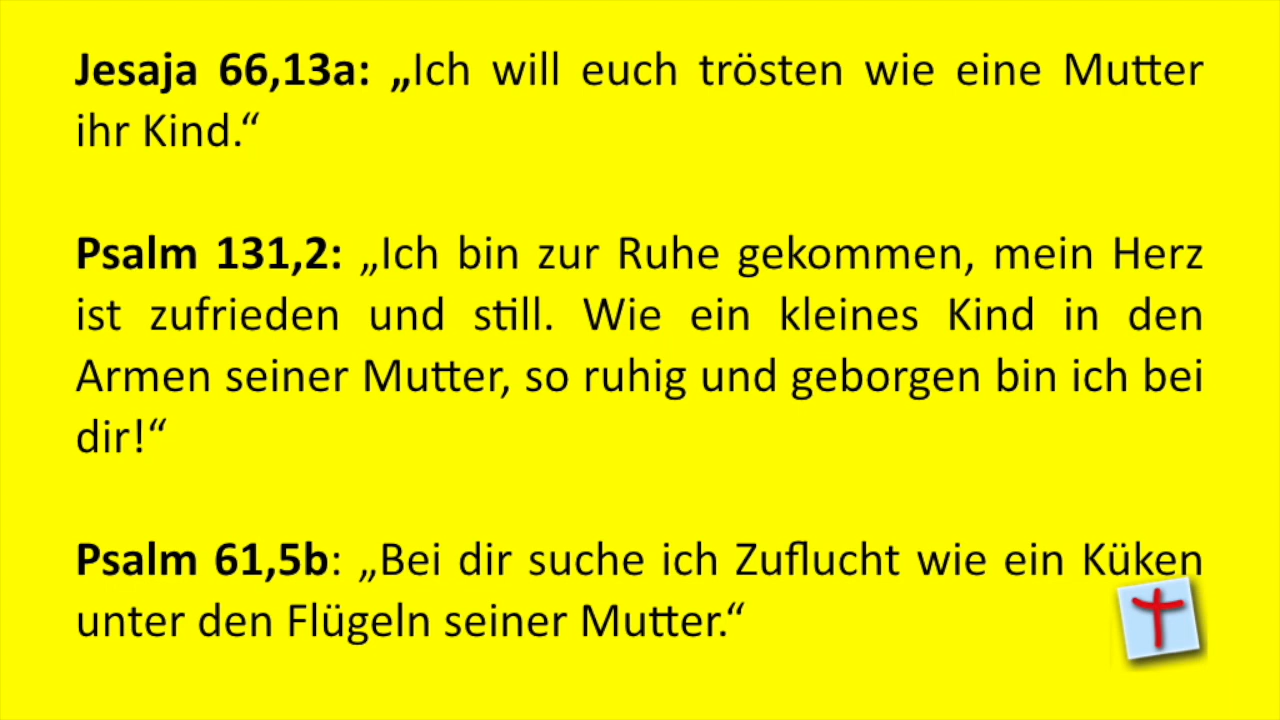 Jesaja 66,13a: „Ich will euch trösten wie eine Mutter
ihr Kind.“
Psalm 131,2: „Ich bin zur Ruhe gekommen, mein Herz
ist zufrieden und still. Wie ein kleines Kind in den
Armen seiner Mutter, so ruhig und geborgen bin ich bei
dir!“
Psalm 61,5b: „Bei dir suche ich Zuflucht wie ein Küken
unter den Flügeln seiner Mutter.“